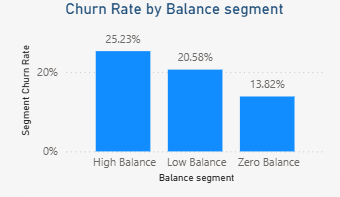 Churn Rate by Balance segment
25.23%
20.58%
13.82%
Segment Churn Rate
20%
0%
High Balance Low Balance Zero Balance
Balance segment